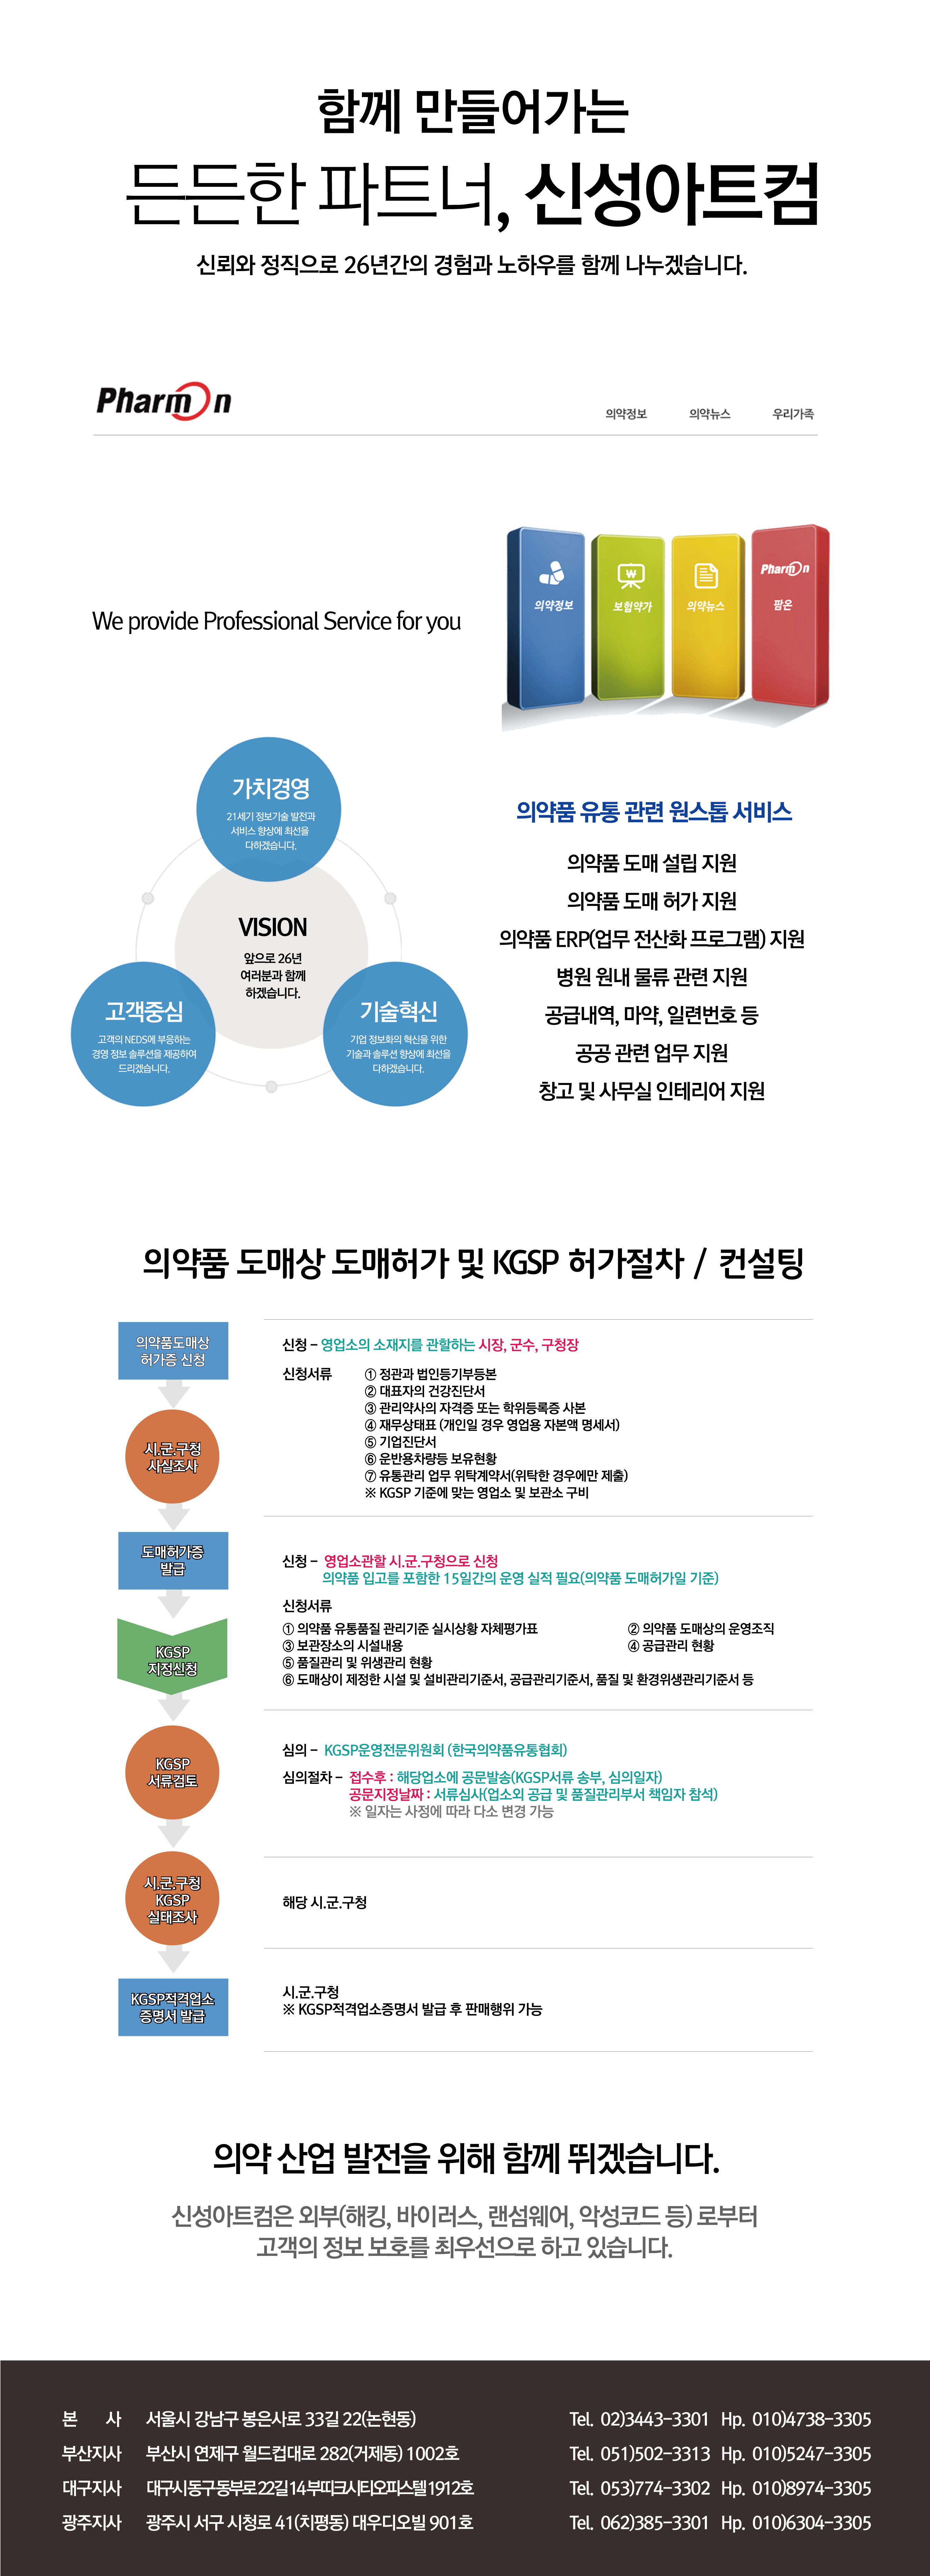 함께 만들어가는
든든한 파트너, 신성아트컴
신뢰와 정직으로 26년간의 경험과 노하우를 함께 나누겠습니다.
PharmOn
의약정보 의약뉴스 우리가족
의약정보
보험약가
의약뉴스
PharmOn
팜온
We provide Professional Service for you
가치경영
21세기 정보기술 발전과
서비스 향상에 최선을
다하겠습니다.
VISION
앞으로 26년
여러분과 함께
하겠습니다.
고객중심
고객의 NEDS에 부응하는
경영 정보 솔루션을 제공하여
드리겠습니다.
기술혁신
기업 정보화의 혁신을 위한
기술과 솔루션 향상에 최선을
다하겠습니다.
의약품 유통 관련 원스톱 서비스
의약품 도매 설립 지원
의약품 도매 허가 지원
의약품 ERP(업무 전산화 프로그램) 지원
병원 원내 물류 관련 지원
공급내역, 마약, 일련번호 등
공공 관련 업무 지원
창고 및 사무실 인테리어 지원
의약품 도매상 도매허가 및 KGSP 허가절차 / 컨설팅
의약품도매상
허가증 신청
신청 – 영업소의 소재지를 관할하는 시장, 군수, 구청장
신청서류 ① 정관과 법인등기부등본
② 대표자의 건강진단서
③ 관리약사의 자격증 또는 학위등록증 사본
④ 재무상태표 (개인일 경우 영업용 자본액 명세서)
⑤ 기업진단서
⑥ 운반용차량등 보유현황
⑦ 유통관리 업무 위탁계약서(위탁한 경우에만 제출)
※ KGSP 기준에 맞는 영업소 및 보관소 구비
시.군.구청
사실조사
도매허가증
발급
신청 – 영업소관할 시.군.구청으로 신청
의약품 입고를 포함한 15일간의 운영 실적 필요(의약품 도매허가일 기준)
신청서류
① 의약품 유통품질 관리기준 실시상황 자체평가표 ② 의약품 도매상의 운영조직
③ 보관장소의 시설내용 ④ 공급관리 현황
⑤ 품질관리 및 위생관리 현황
⑥ 도매상이 제정한 시설 및 설비관리기준서, 공급관리기준서, 품질 및 환경위생관리기준서 등
KGSP
지정신청
KGSP
서류검토
심의 – KGSP운영전문위원회 (한국의약품유통협회)
심의절차 – 접수후 : 해당업소에 공문발송(KGSP서류 송부, 심의일자)
공문지정날짜 : 서류심사(업소외 공급 및 품질관리부서 책임자 참석)
※ 일자는 사정에 따라 다소 변경 가능
시.군.구청
KGSP
실태조사
해당 시.군.구청
KGSP적격업소
증명서 발급
시.군.구청
※ KGSP적격업소증명서 발급 후 판매행위 가능
의약 산업 발전을 위해 함께 뛰겠습니다.
신성아트컴은 외부(해킹, 바이러스, 랜섬웨어, 악성코드 등) 로부터
고객의 정보 보호를 최우선으로 하고 있습니다.
본 사 서울시 강남구 봉은사로 33길 22(논현동) Tel. 02)3443-3301 Hp. 010)4738-3305
부산지사 부산시 연제구 월드컵대로 282(거제동) 1002호 Tel. 051)502-3313 Hp. 010)5247-3305
대구지사 대구시 동구 동부로 22길 14 부띠크시티오피스텔 1912호 Tel. 053)774-3302 Hp. 010)8974-3305
광주지사 광주시 서구 시청로 41(치평동) 대우디오빌 901호 Tel. 062)385-3301 Hp. 010)6304-3305